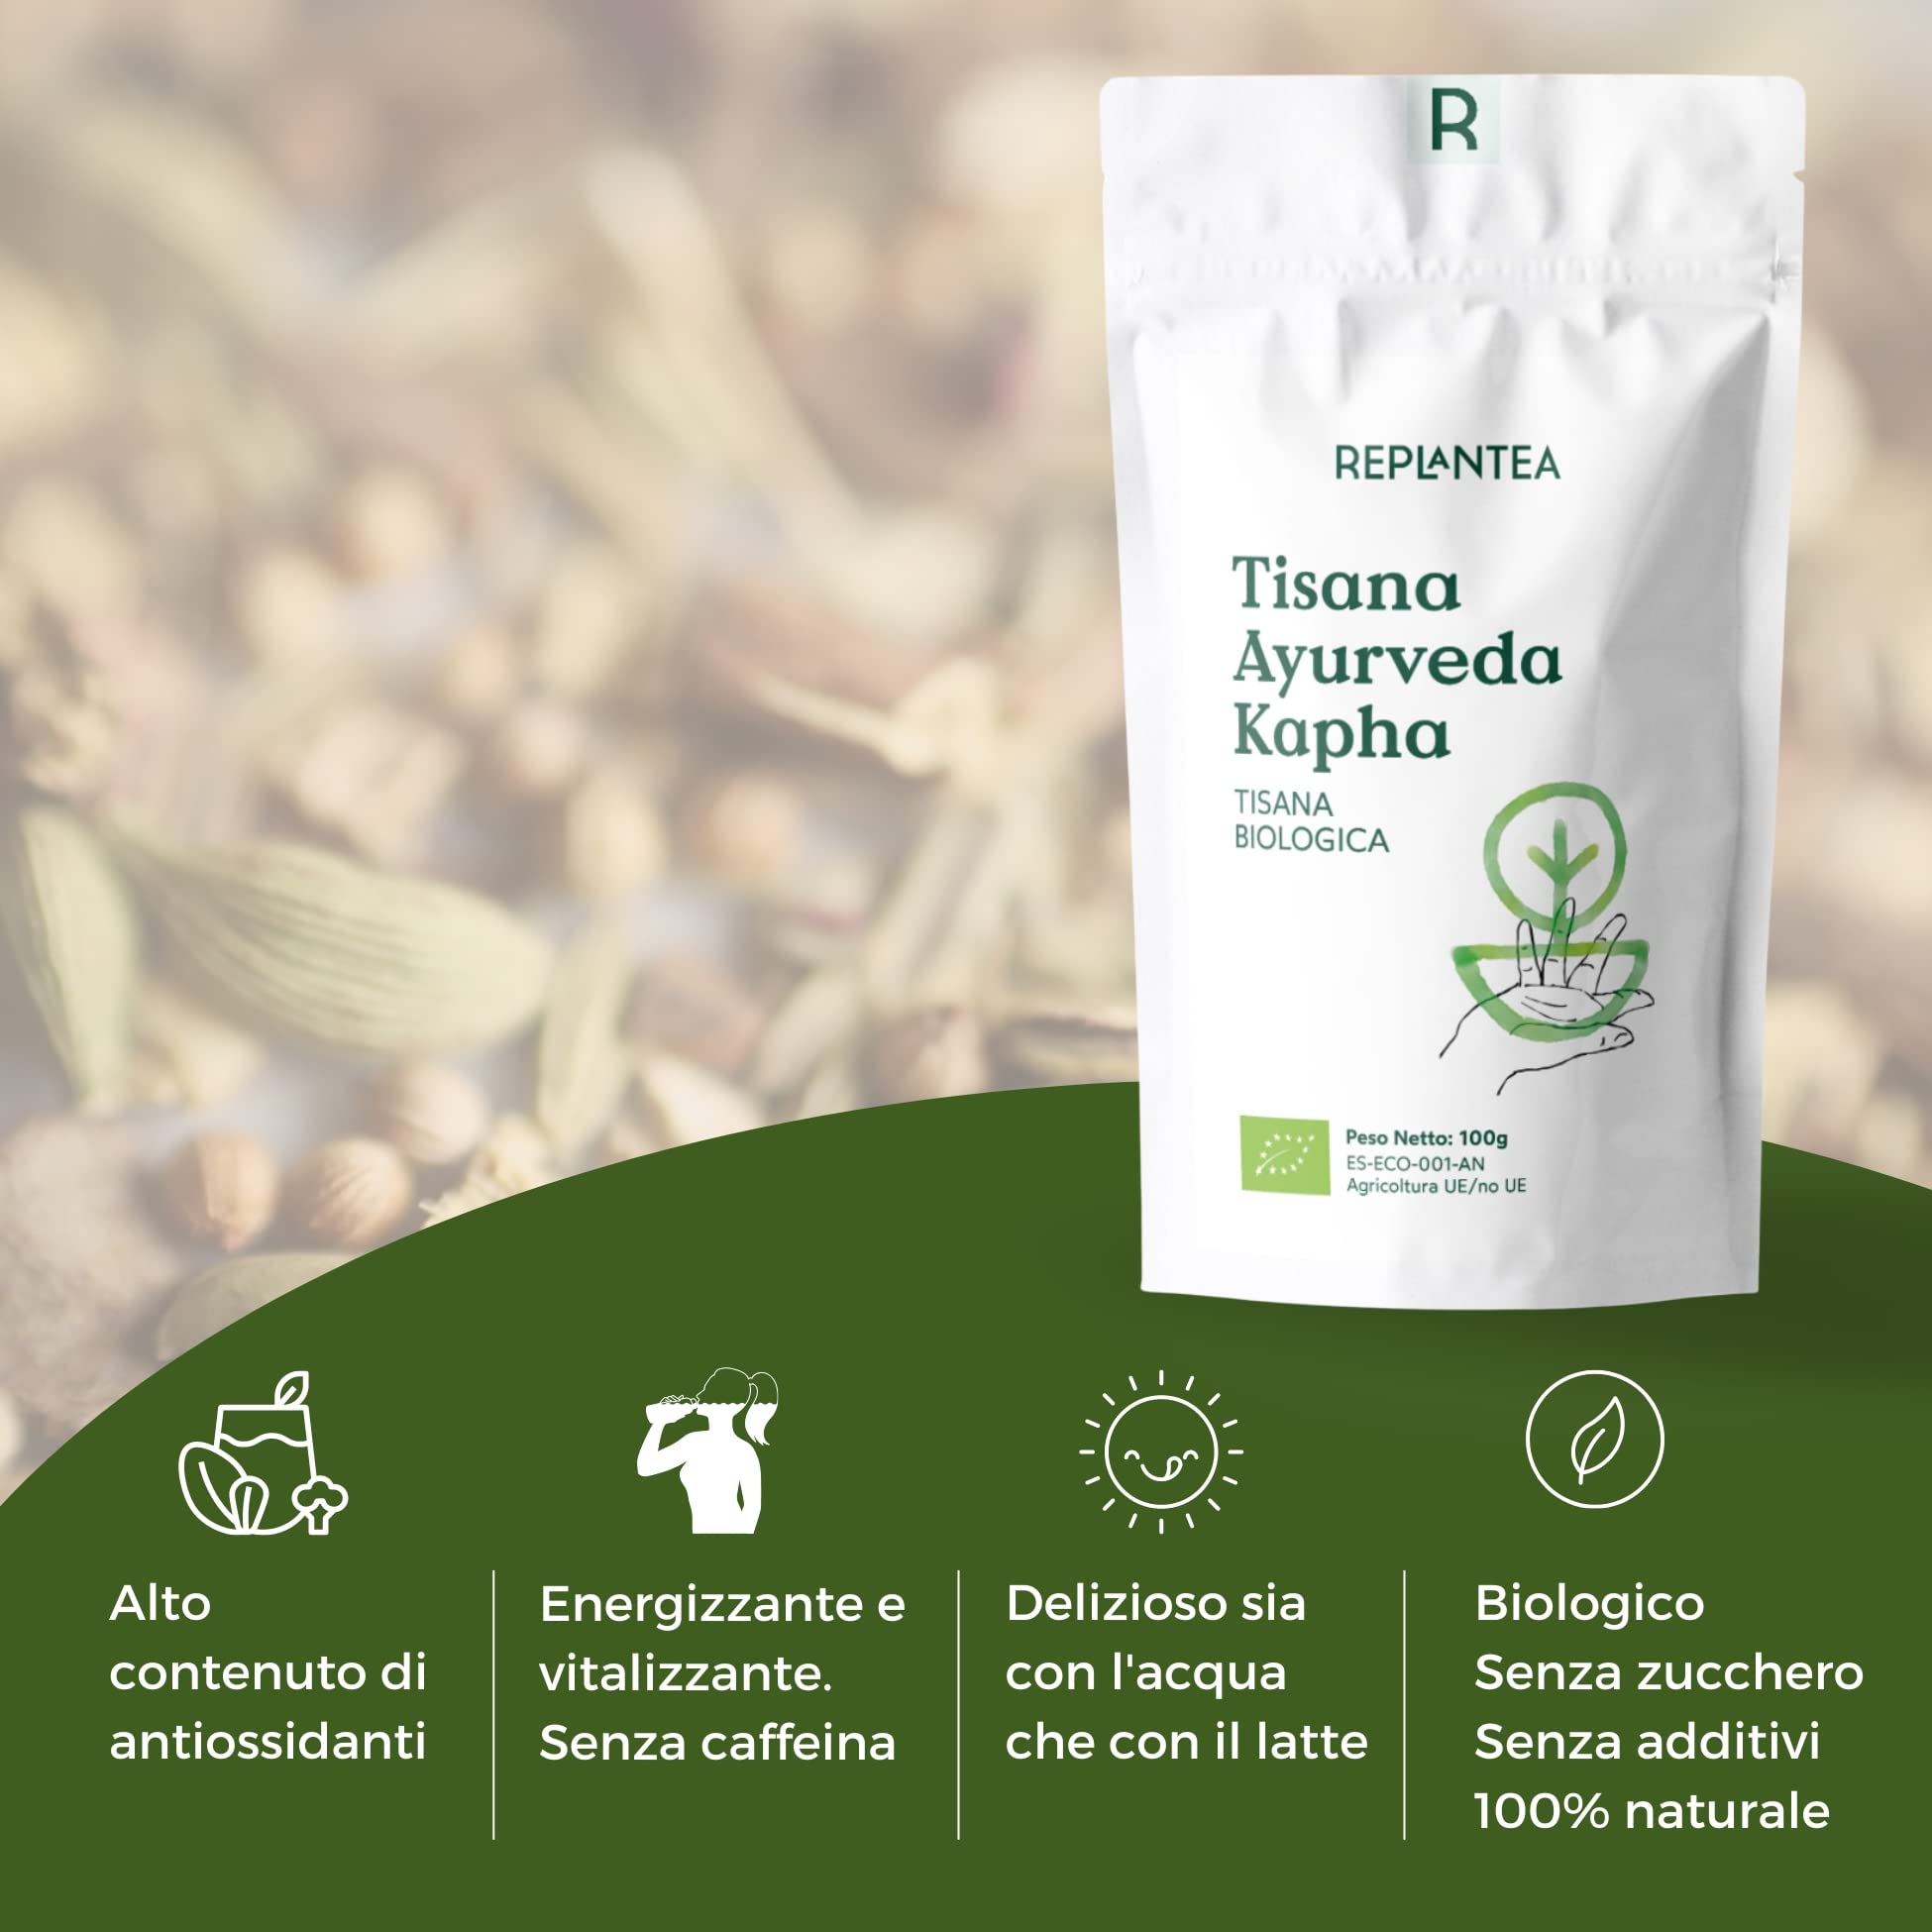 R
REPLANTEA
Tisana
Ayurveda
Kapha
TISANA
BIOLOGICA
Peso Netto: 100g
ES-ECO-001-AN
Agricoltura UE/no UE
Alto
contenuto di
antiossidanti
Energizzante e
vitalizzante.
Senza caffeina
Delizioso sia
con l'acqua
che con il latte
Biologico
Senza zucchero
Senza additivi
100% naturale